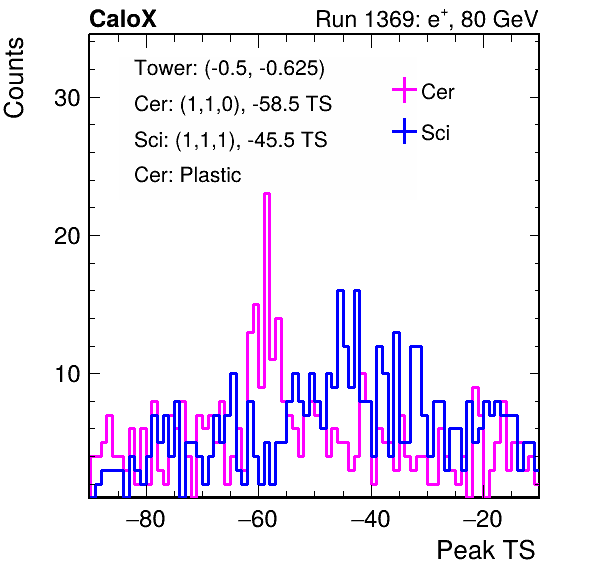 CaloX Run 1369: e⁺, 80 GeV
Counts
Tower: (-0.5, -0.625)
Cer: (1,1,0), -58.5 TS
Sci: (1,1,1), -45.5 TS
Cer: Plastic
Cer
Sci
30
20
10
−80 −60 −40 −20
Peak TS